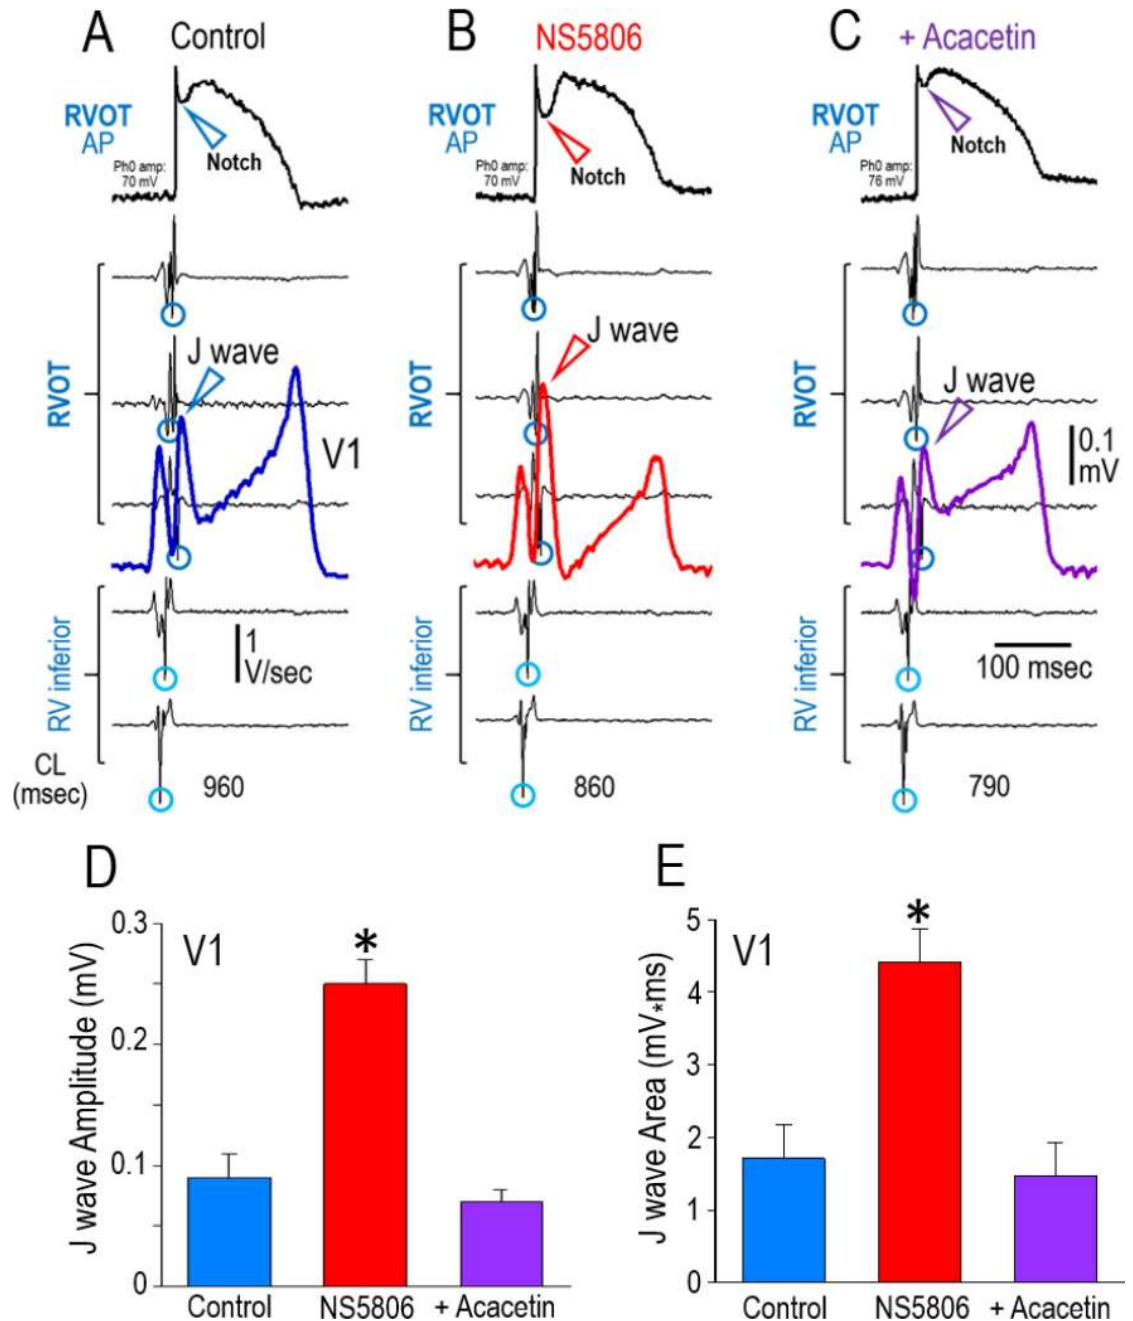 A
Control
RVOT
AP
Ph0 amp:
70 mV
Notch
RVOT
J wave
V1
RV inferior
1
V/sec
CL
(msec)
960
B
NS5806
RVOT
AP
Ph0 amp:
70 mV
Notch
RVOT
J wave
RV inferior
860
C
+ Acacetin
RVOT
AP
Ph0 amp:
76 mV
Notch
RVOT
J wave
0.1
mV
RV inferior
100 msec
790
D
V1
J wave Amplitude (mV)
0.3
0.2
0.1
0
*
Control
NS5806
+ Acacetin
E
V1
J wave Area (mV*ms)
5
4
3
2
1
0
*
Control
NS5806
+ Acacetin